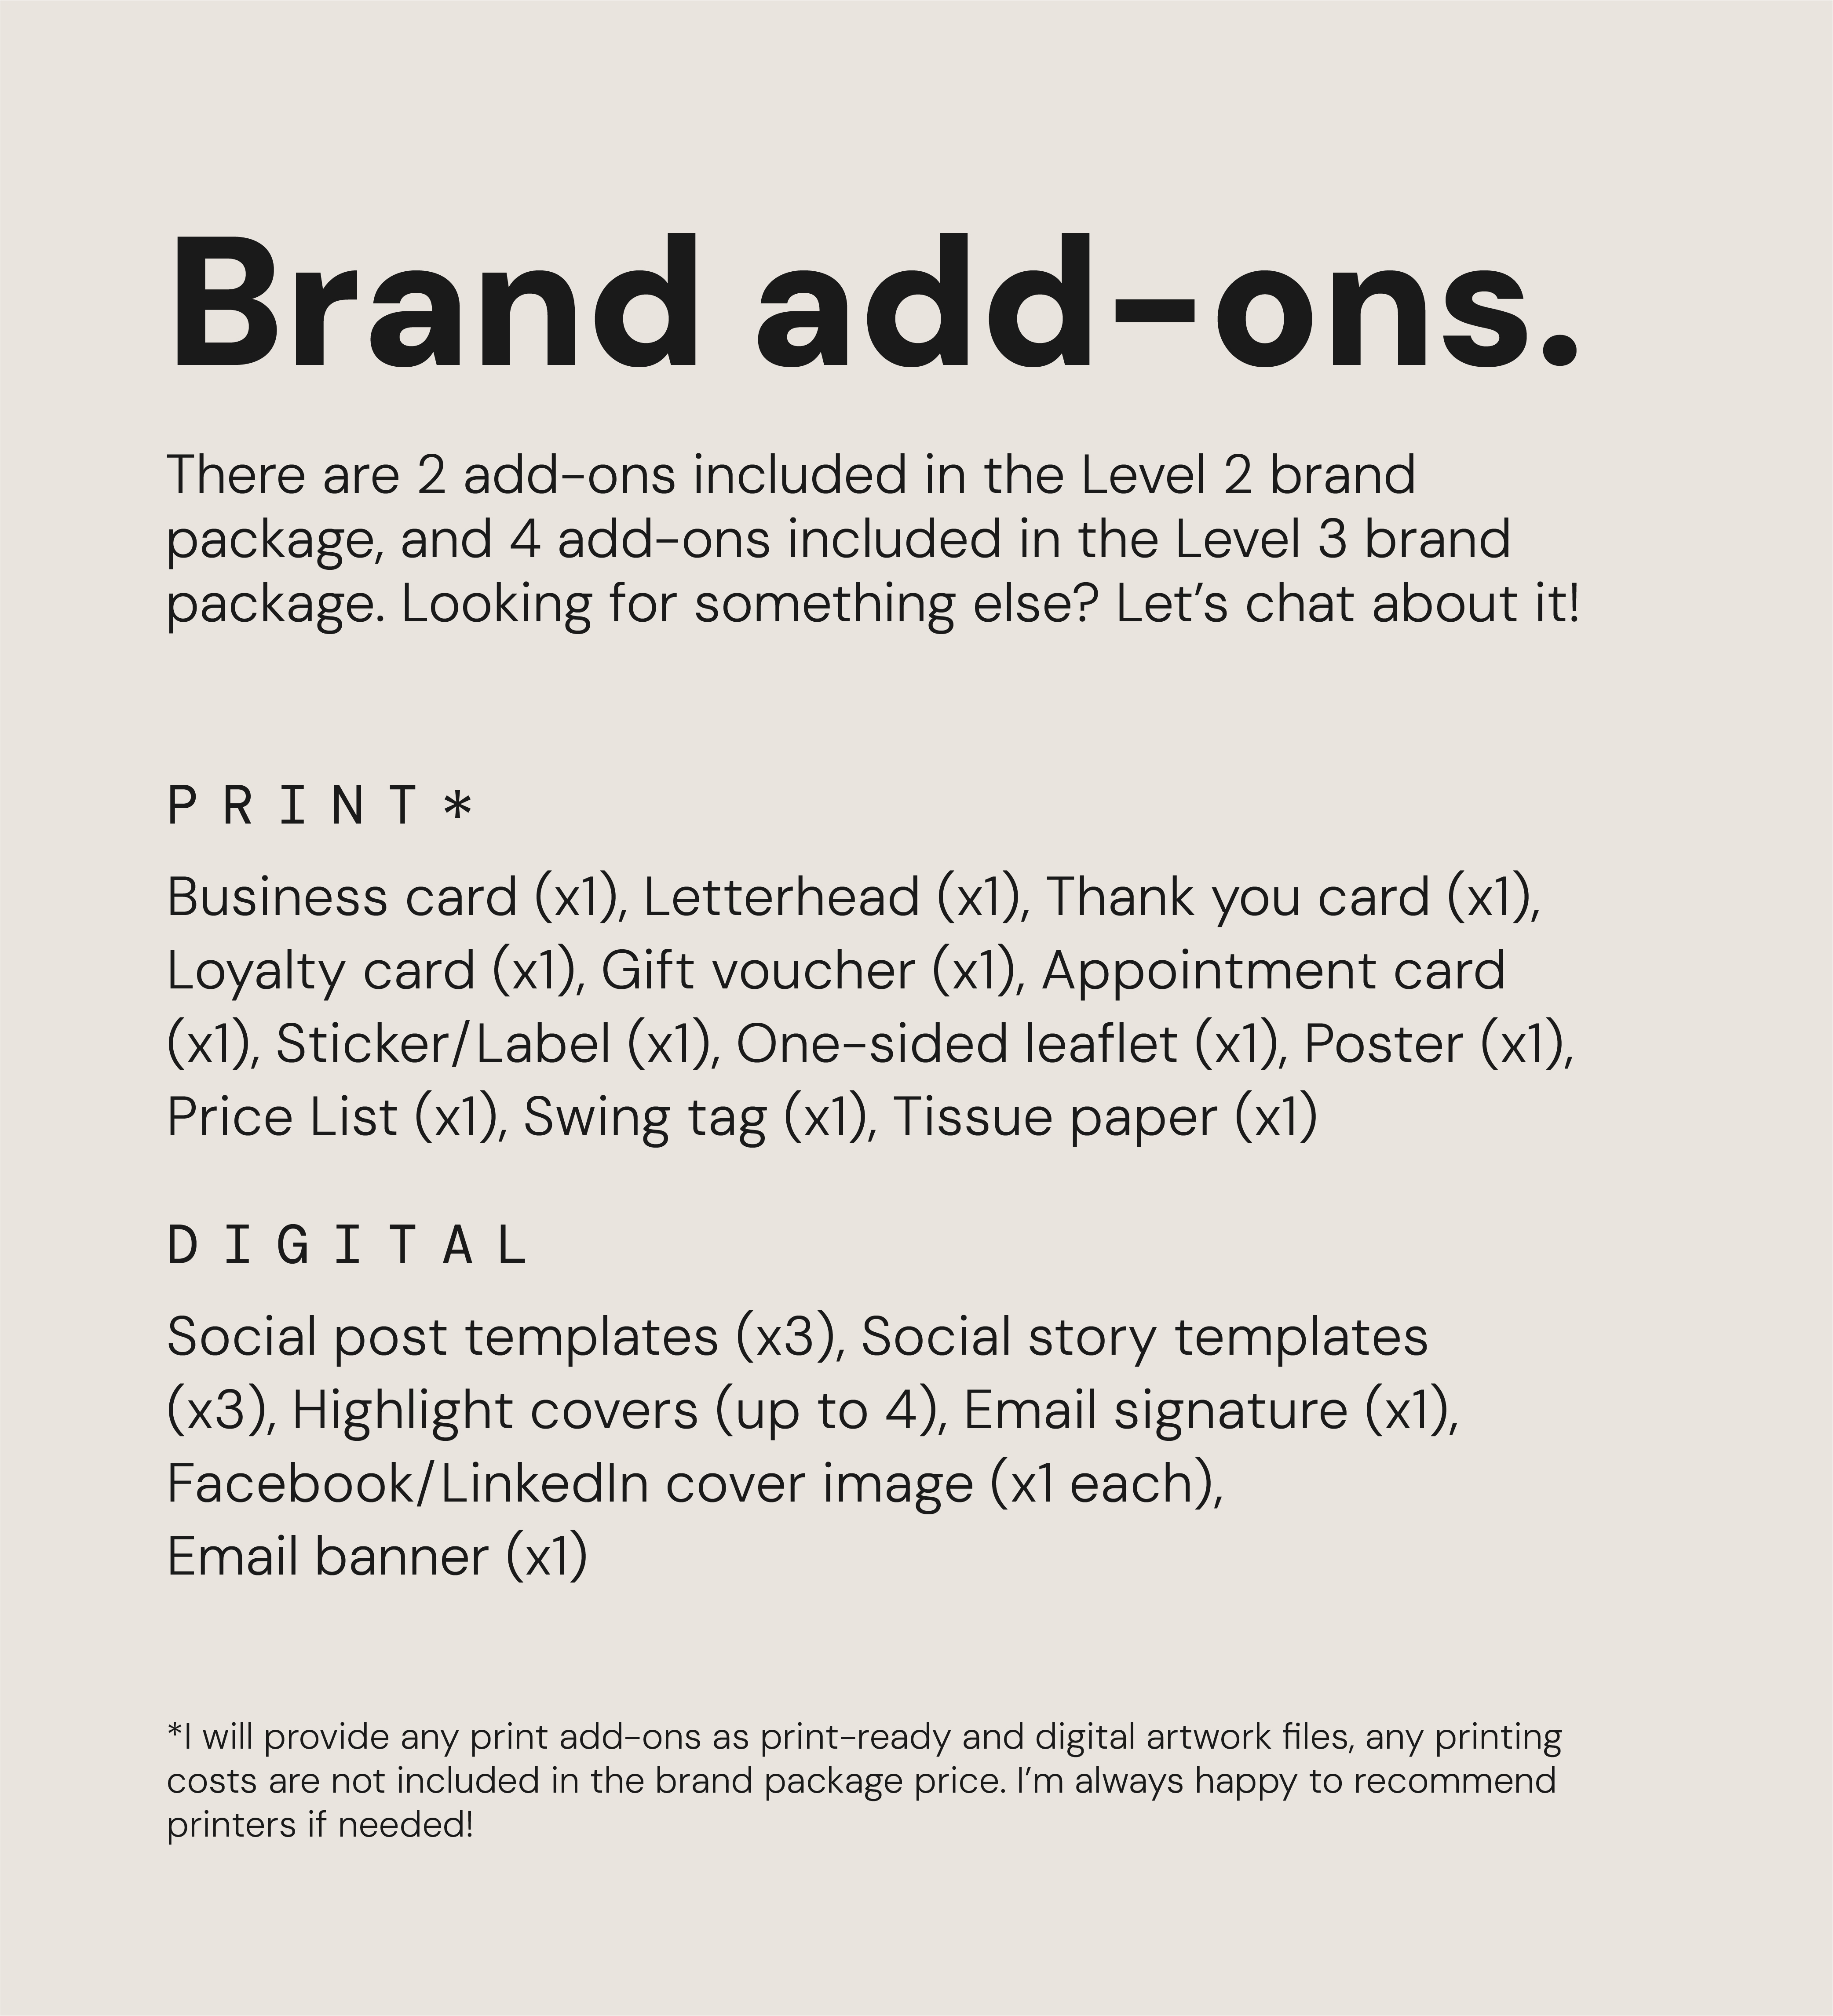 Brand add-ons.
There are 2 add-ons included in the Level 2 brand
package, and 4 add-ons included in the Level 3 brand
package. Looking for something else? Let’s chat about it!
PRINT*
Business card (x1), Letterhead (x1), Thank you card (x1),
Loyalty card (x1), Gift voucher (x1), Appointment card
(x1), Sticker/Label (x1), One-sided leaflet (x1), Poster (x1),
Price List (x1), Swing tag (x1), Tissue paper (x1)
DIGITAL
Social post templates (x3), Social story templates
(x3), Highlight covers (up to 4), Email signature (x1),
Facebook/LinkedIn cover image (x1 each),
Email banner (x1)
*I will provide any print add-ons as print-ready and digital artwork files, any printing
costs are not included in the brand package price. I’m always happy to recommend
printers if needed!